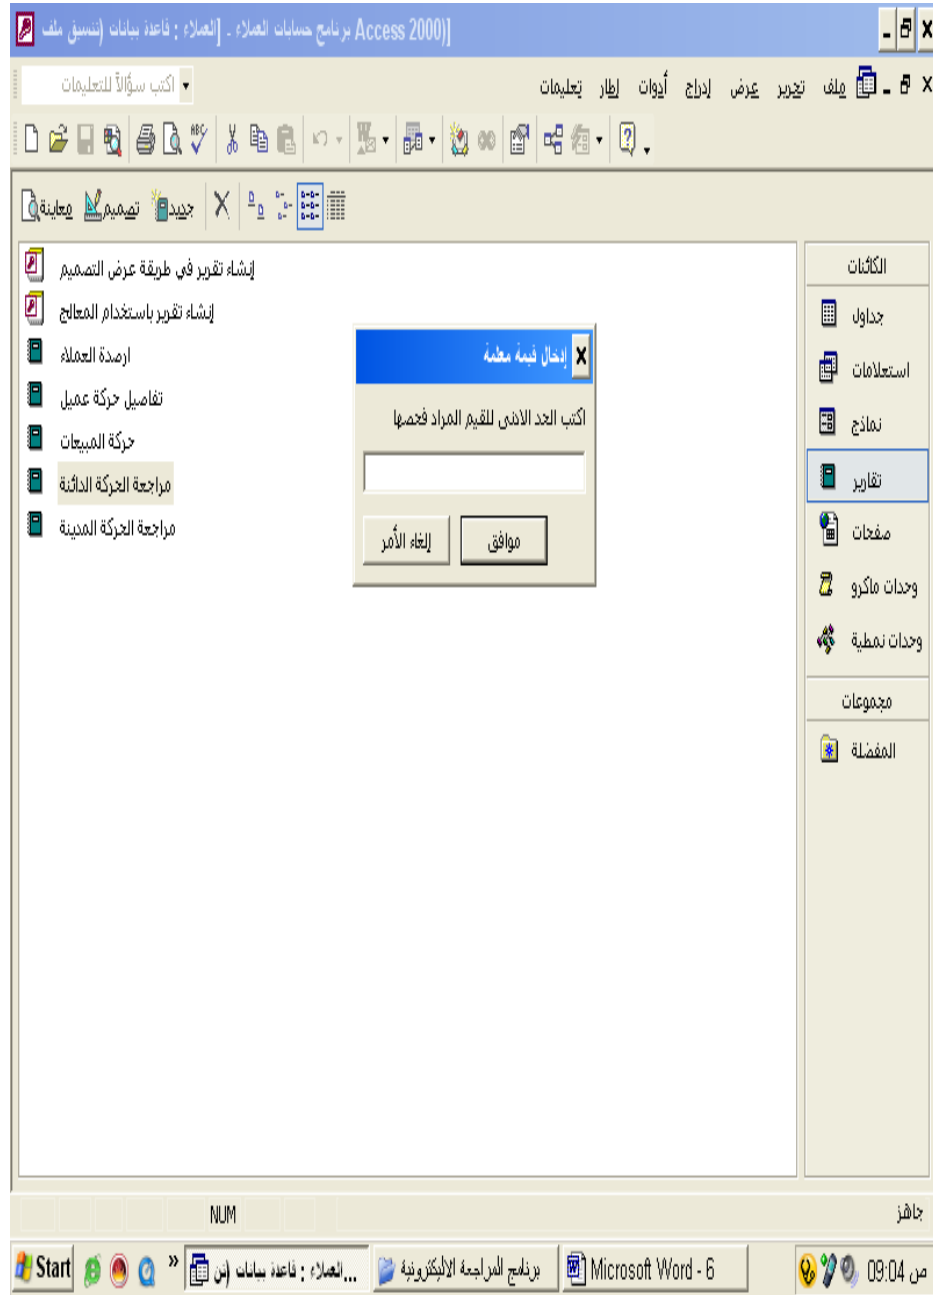 برنامج حسابات العملاء - [العملاء : قاعدة بيانات (تنسيق ملف Access 2000)]
ملف تحرير عرض إدراج أدوات إطار تعليمات
اكتب سؤالاً للتعليمات
معاينة تصميم جديد
الكائنات
جداول
استعلامات
نماذج
تقارير
صفحات
وحدات ماكرو
وحدات نمطية
مجموعات
المفضلة
إنشاء تقرير في طريقة عرض التصميم
إنشاء تقرير باستخدام المعالج
ارصدة العملاء
تفاصيل حركة عميل
حركة المبيعات
مراجعة الحركة الدائنة
مراجعة الحركة المدينة
إدخال قيمة معلمة
اكتب الحد الادنى للقيم المراد فحصها
موافق
إلغاء الأمر
جاهز
NUM
Start
العملاء : قاعدة بيانات (تن...
برنامج المراجعة الاليكترونية
6 - Microsoft Word
09:04 ص